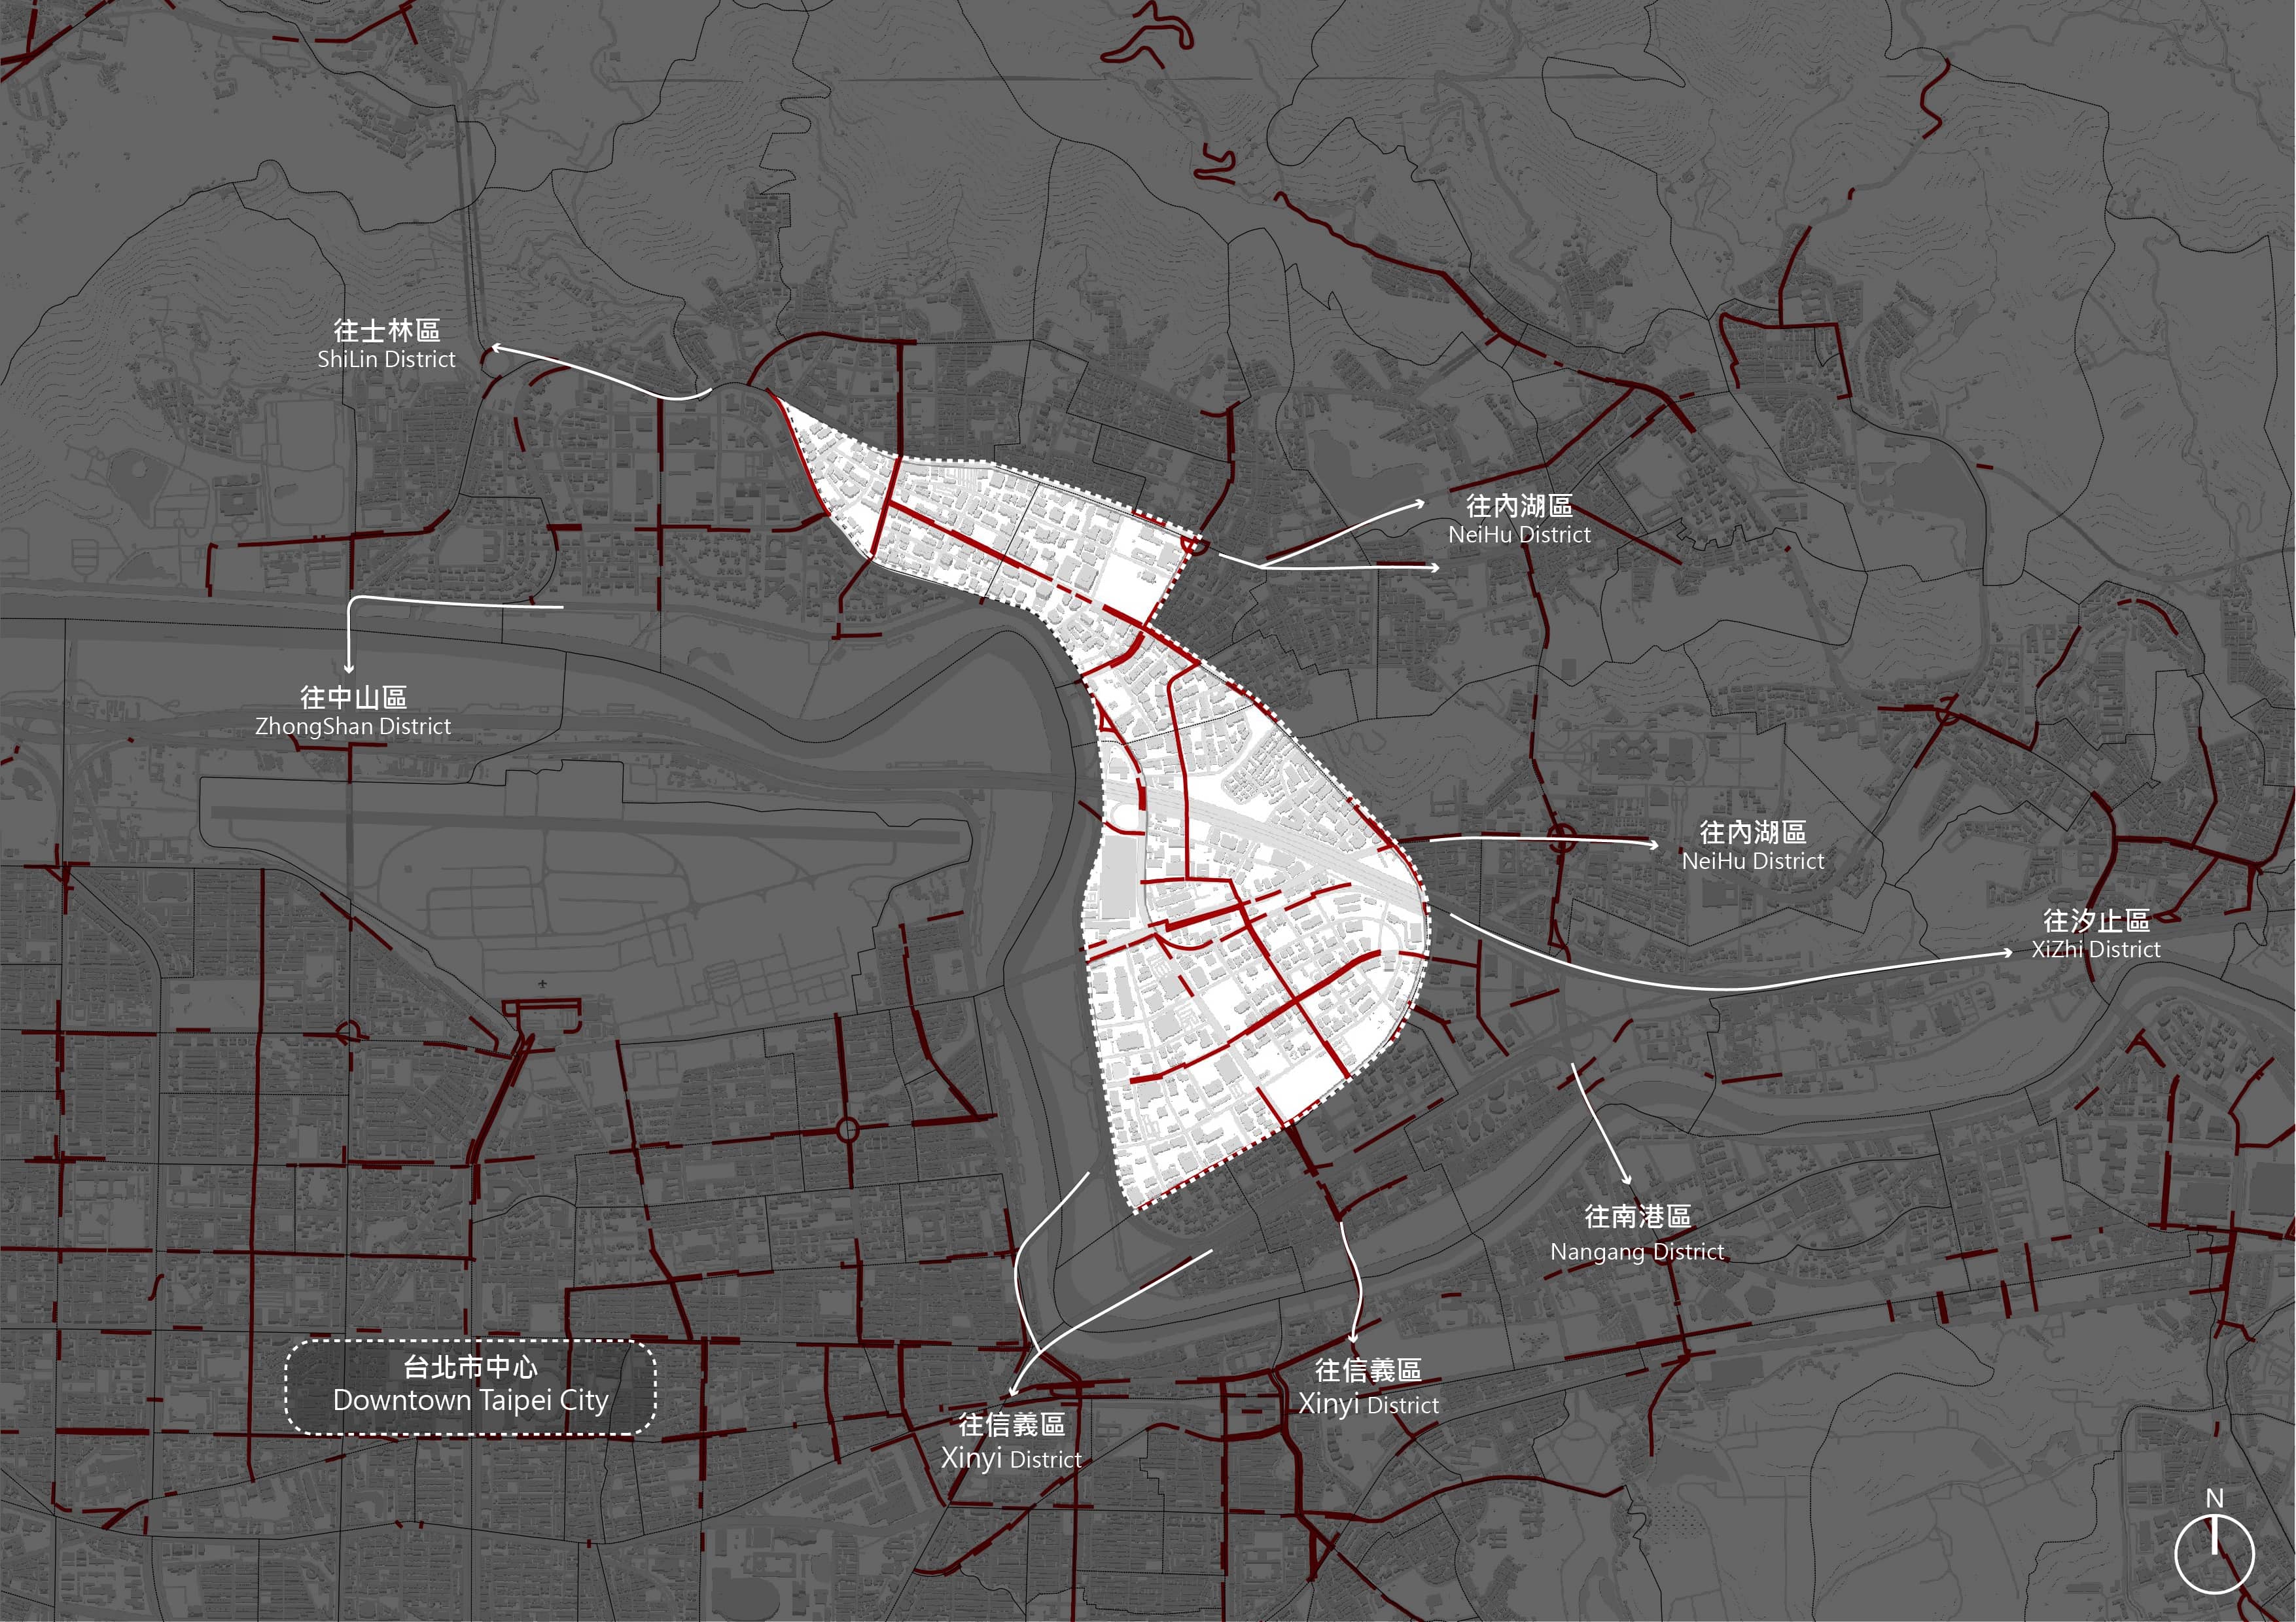 往士林區
ShiLin District
往內湖區
NeiHu District
往中山區
ZhongShan District
往內湖區
NeiHu District
往汐止區
XiZhi District
往南港區
Nangang District
台北市中心
Downtown Taipei City
往信義區
Xinyi District
往信義區
Xinyi District
N